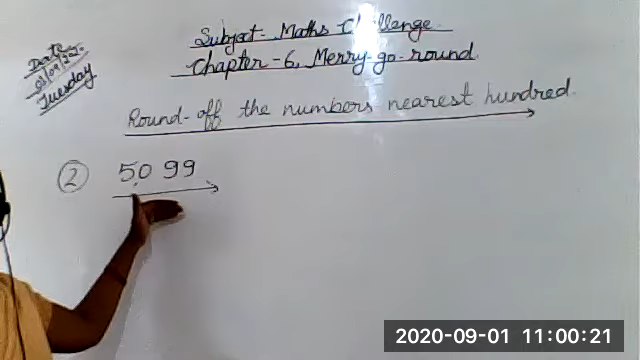 Date
01/09/2020
Tuesday
Subject- Maths Challenge
Chapter-6, Merry-go-round
Round-off the numbers nearest hundred.
2 5099
2020-09-01 11:00:21